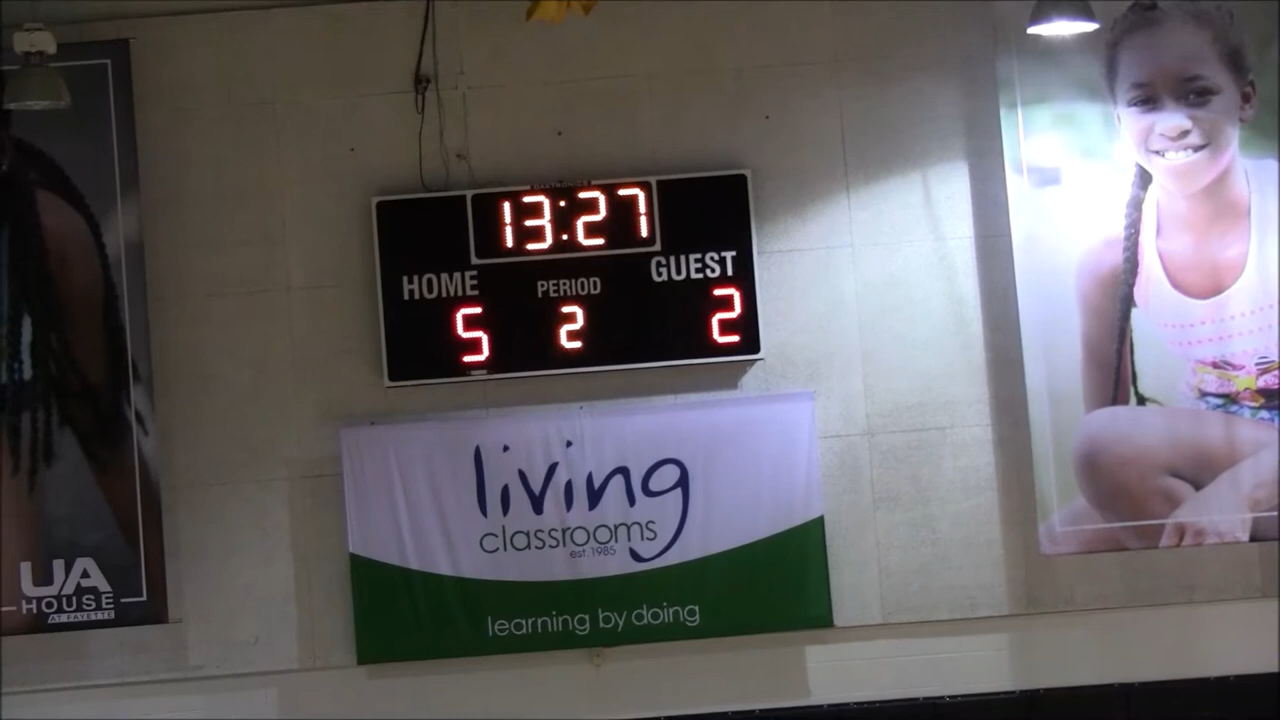 DAKTRONICS
13:27
HOME PERIOD GUEST
5 2 2
living
classrooms
est.1985
learning by doing
UA
HOUSE
AT FAYETTE